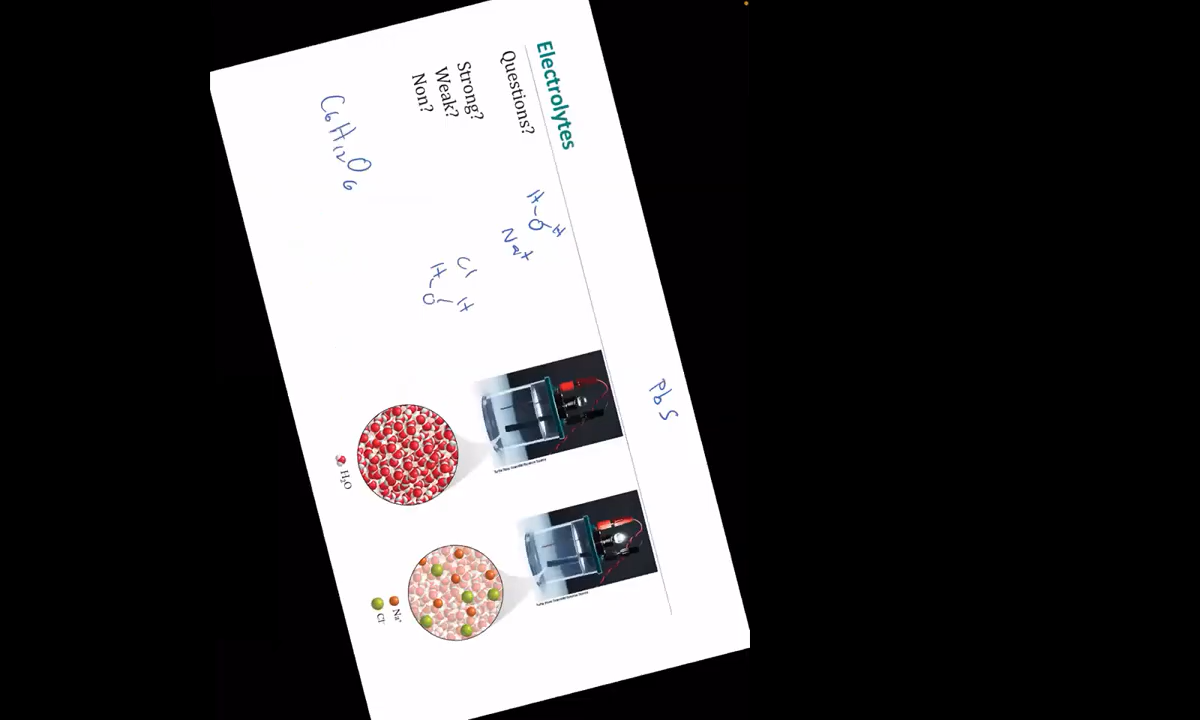 Electrolytes
PbS
Questions?
Strong?
Weak?
Non?
H-O
H
Na+
Cl
H
O-H
C6H12O6
H₂O
Na⁺
Cl⁻